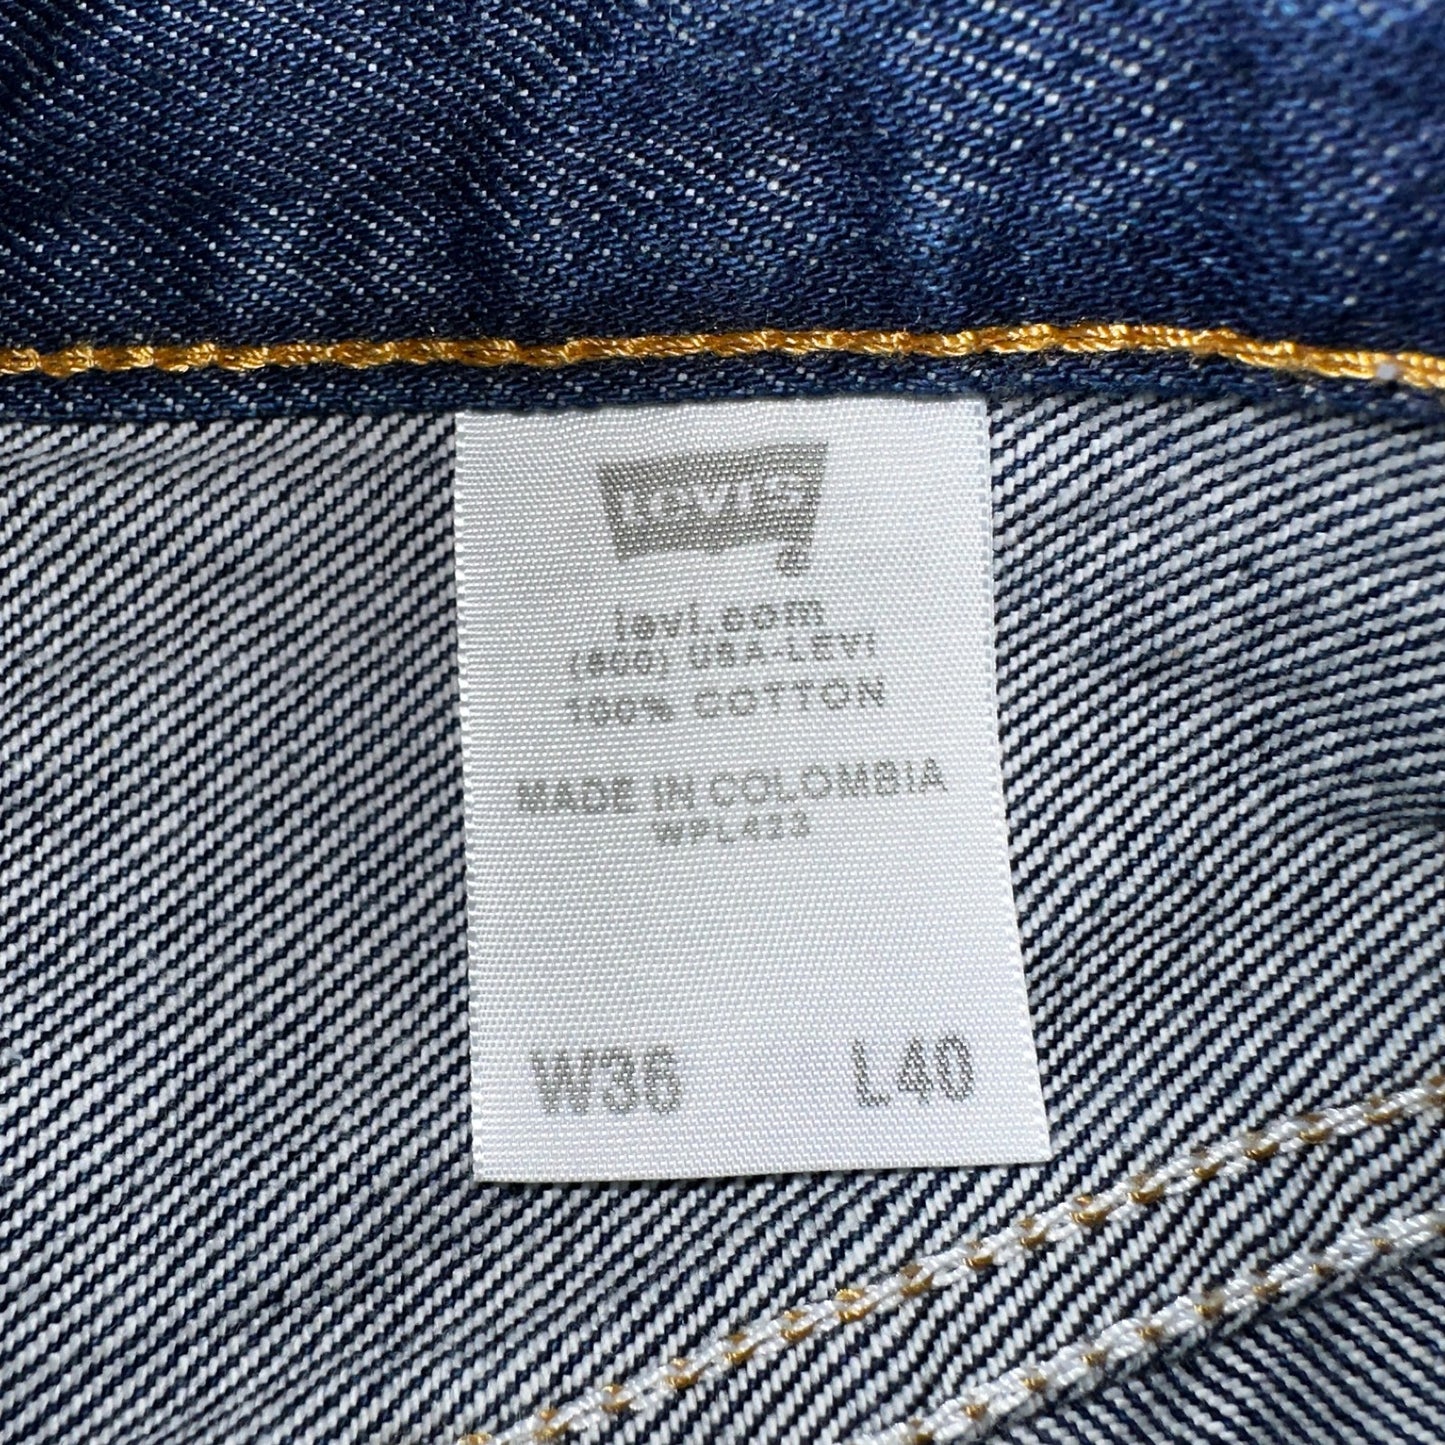 Levi's
®
levi.com
(800) USA-LEVI
100% COTTON
MADE IN COLOMBIA
WPL423
W36 L40